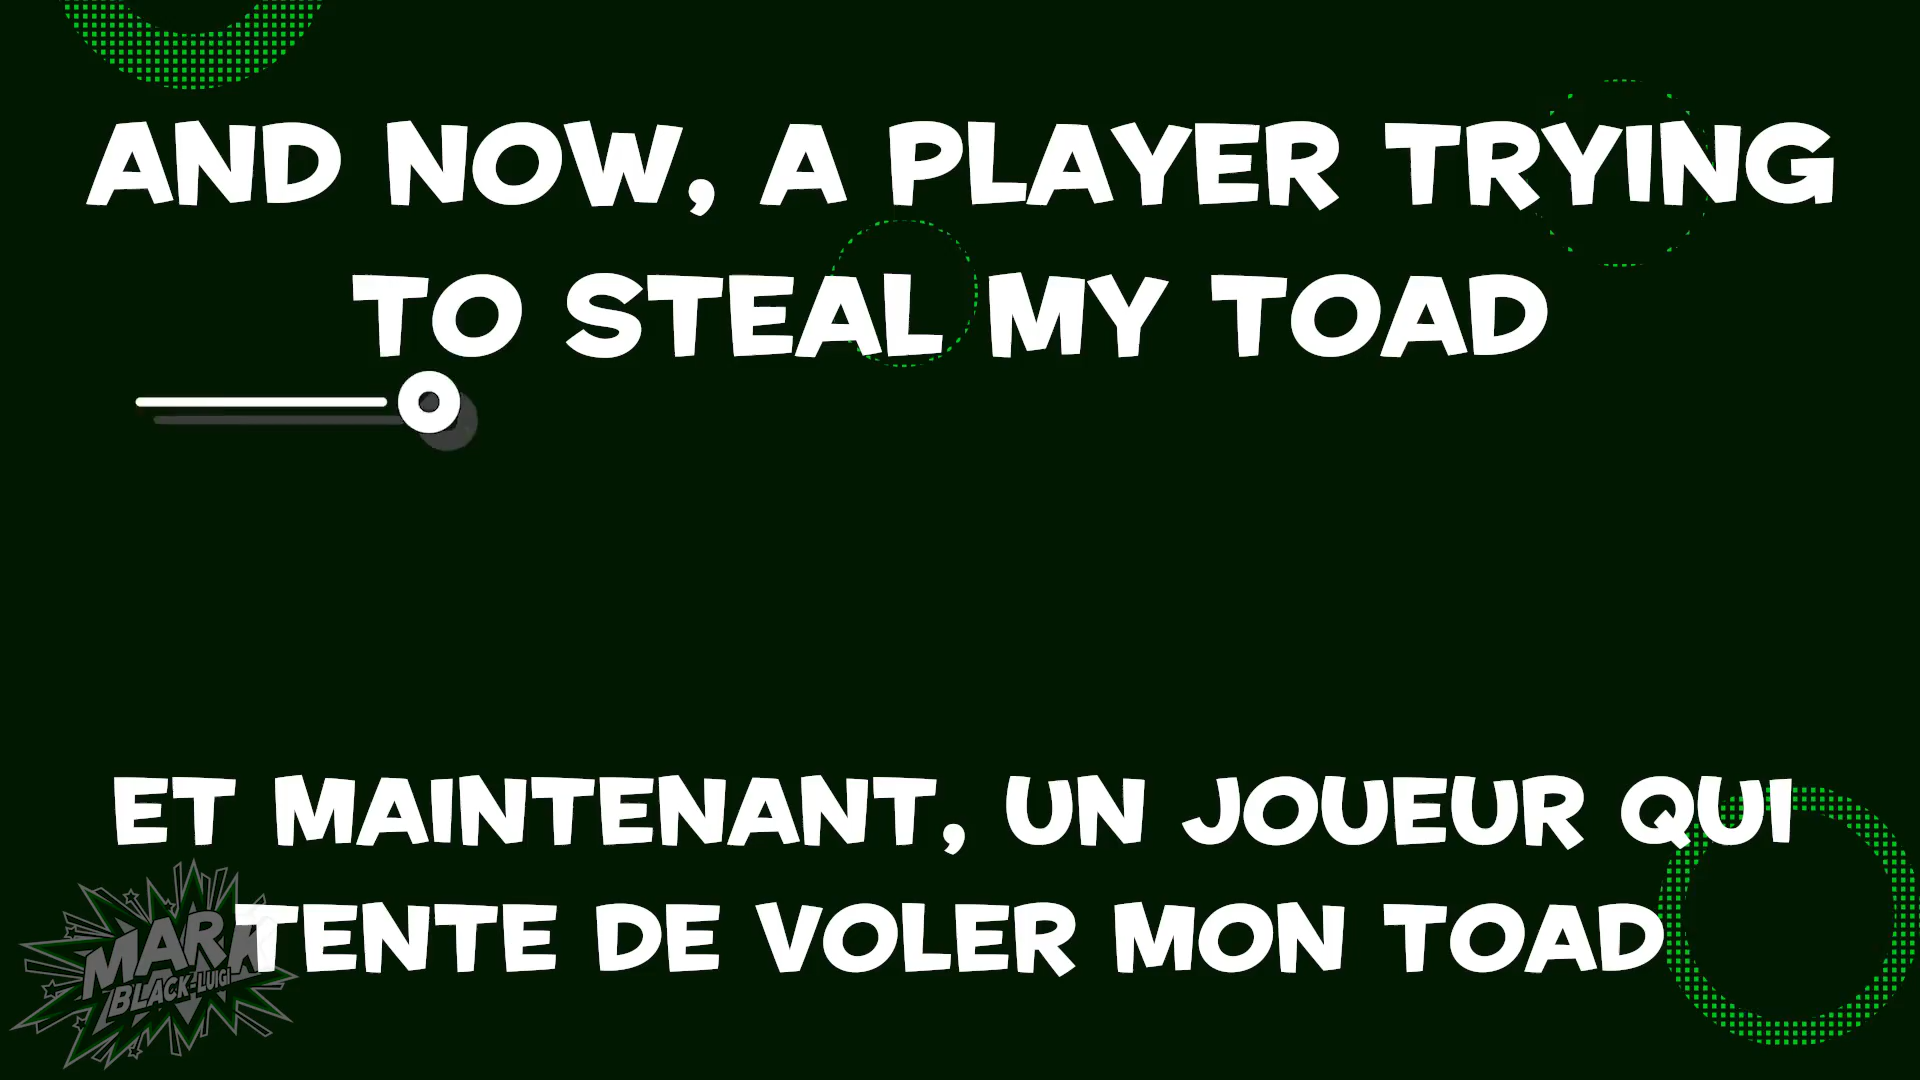 AND NOW, A PLAYER TRYING
TO STEAL MY TOAD
ET MAINTENANT, UN JOUEUR QUI
TENTE DE VOLER MON TOAD
MARK
BLACK-LUIGI